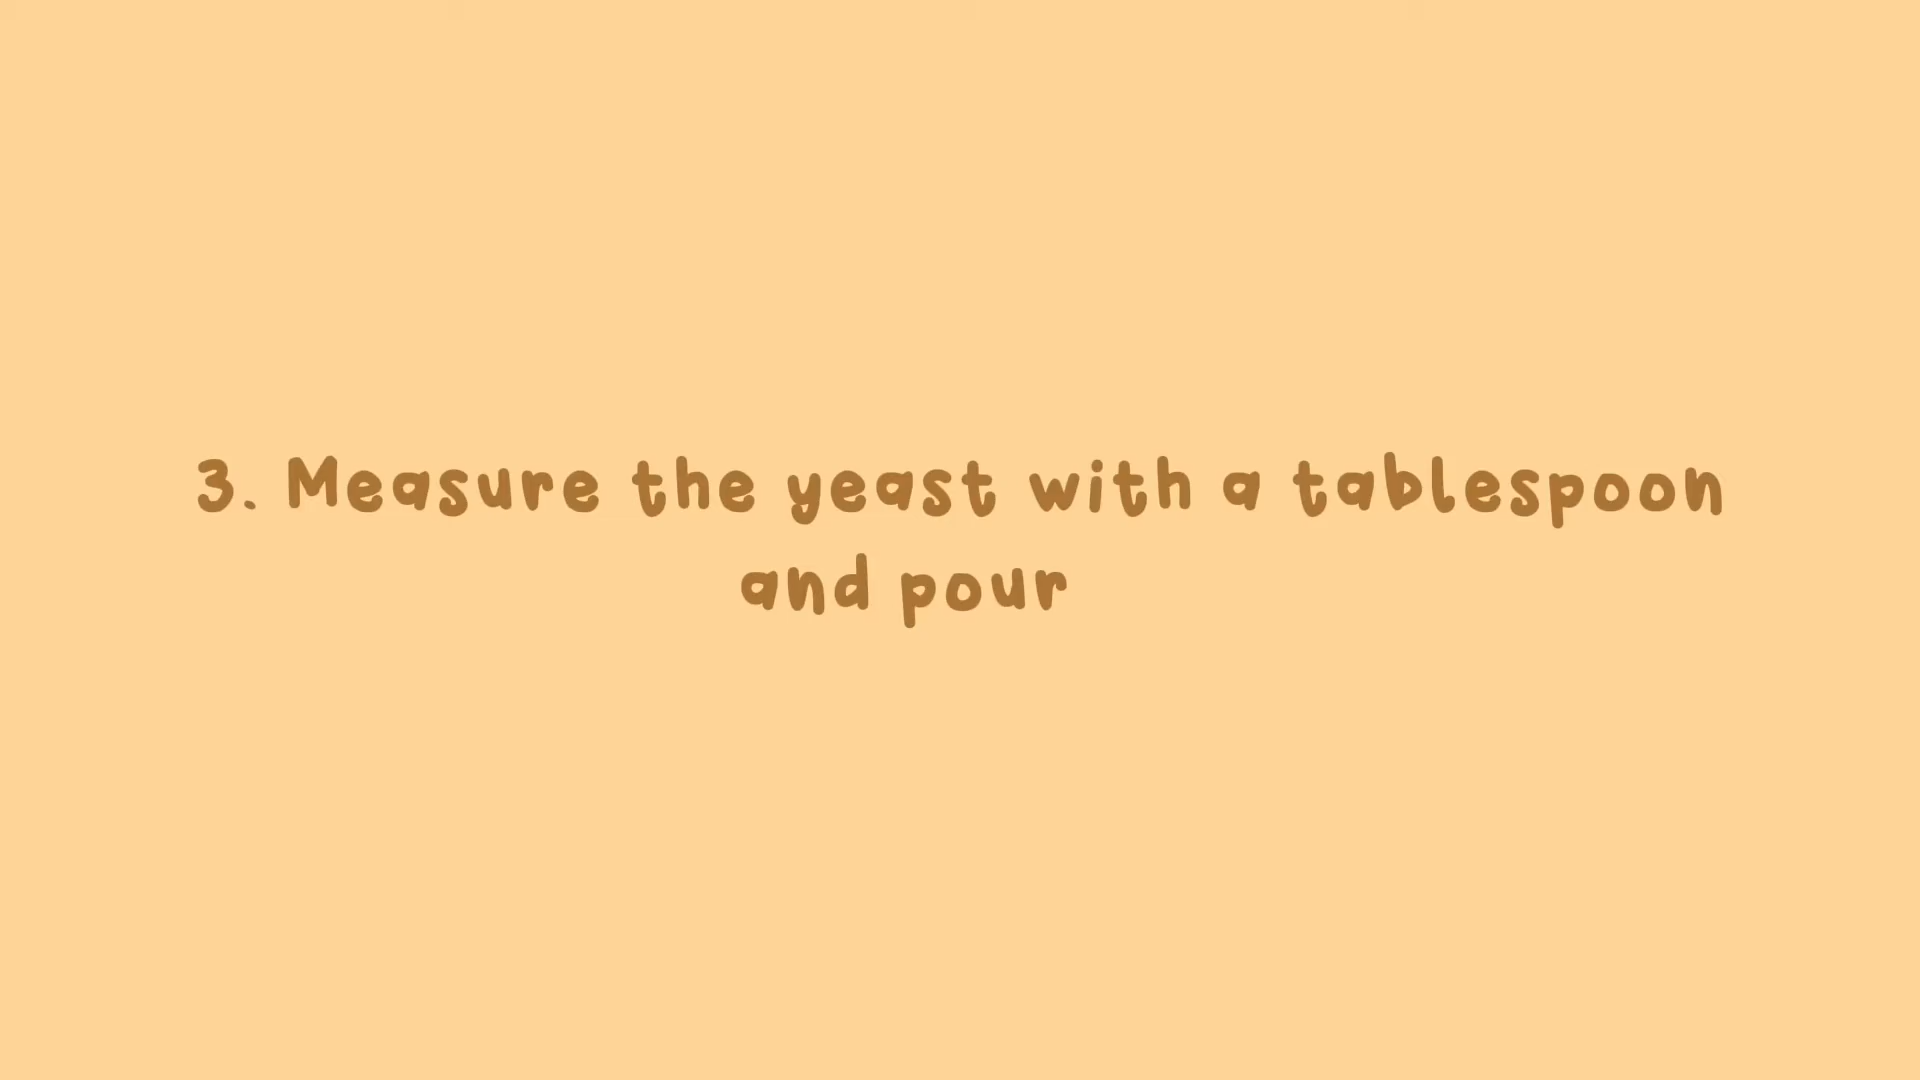 3. Measure the yeast with a tablespoon
and pour